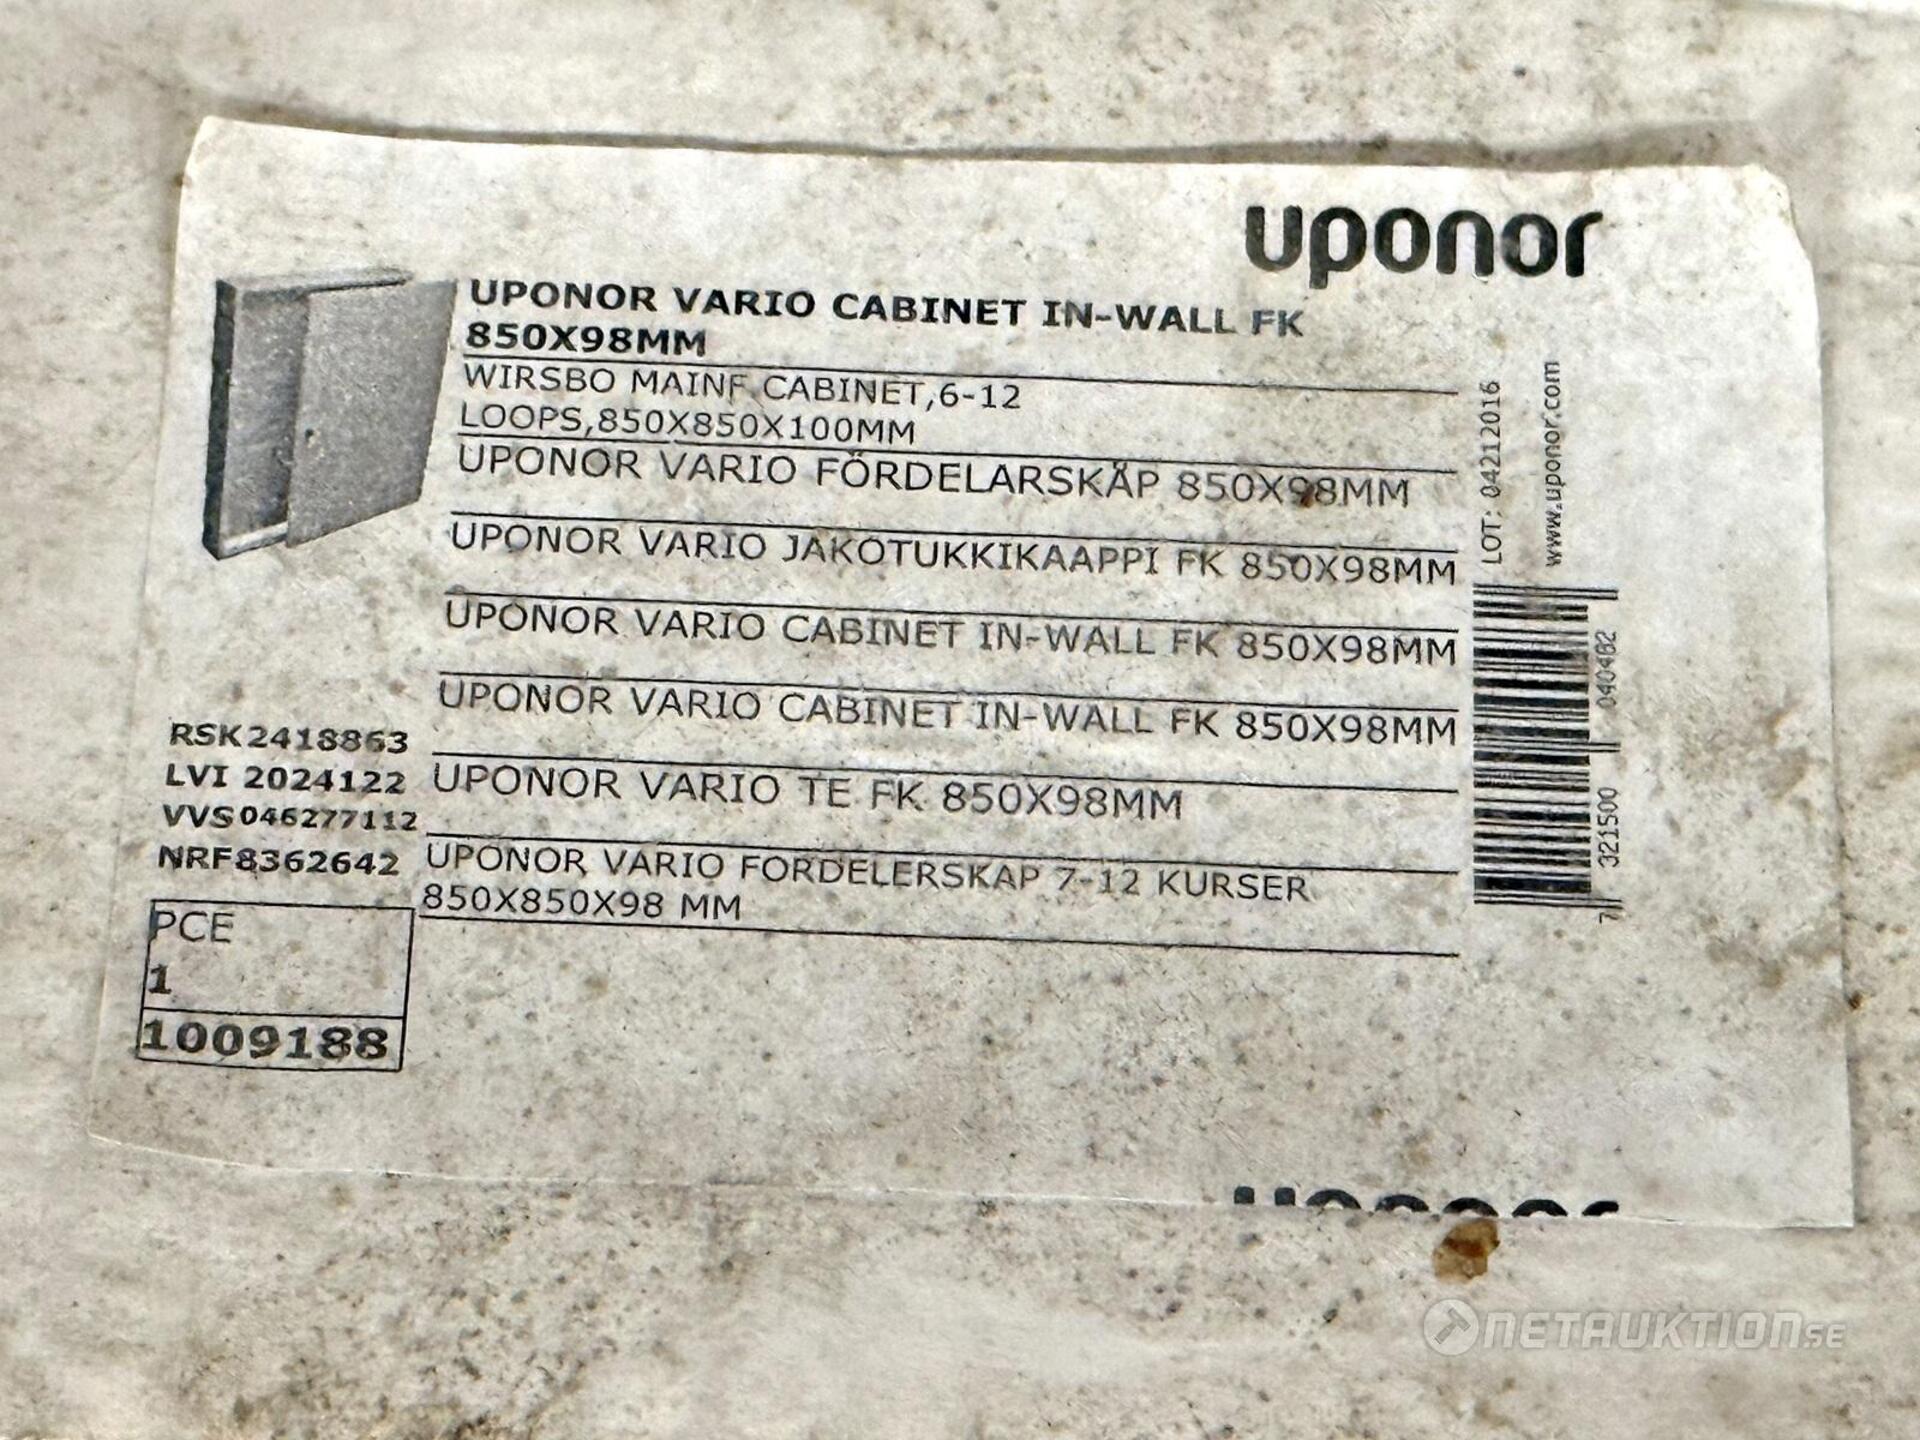 uponor
UPONOR VARIO CABINET IN-WALL FK
850X98MM
WIRSBO MAINF.CABINET,6-12
LOOPS,850X850X100MM
UPONOR VARIO FÖRDELARSKÅP 850X98MM
UPONOR VARIO JAKOTUKKIKAAPPI FK 850X98MM
UPONOR VARIO CABINET IN-WALL FK 850X98MM
UPONOR VARIO CABINET IN-WALL FK 850X98MM
UPONOR VARIO TE FK 850X98MM
UPONOR VARIO FORDELERSKAP 7-12 KURSER
850X850X98 MM
RSK2418863
LVI 2024122
VVS046277112
NRF8362642
PCE
1
1009188
LOT: 04212016
www.uponor.com
7 321500 040482
uponor
NETAUKTION.SE